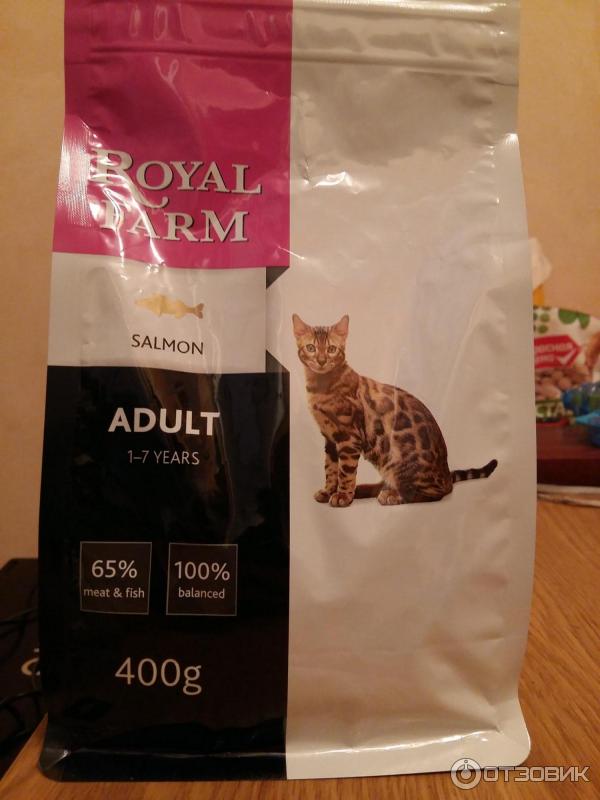 ROYAL
FARM
SALMON
ADULT
1–7 YEARS
65%
meat & fish
100%
balanced
400g
ОТЗОВИК